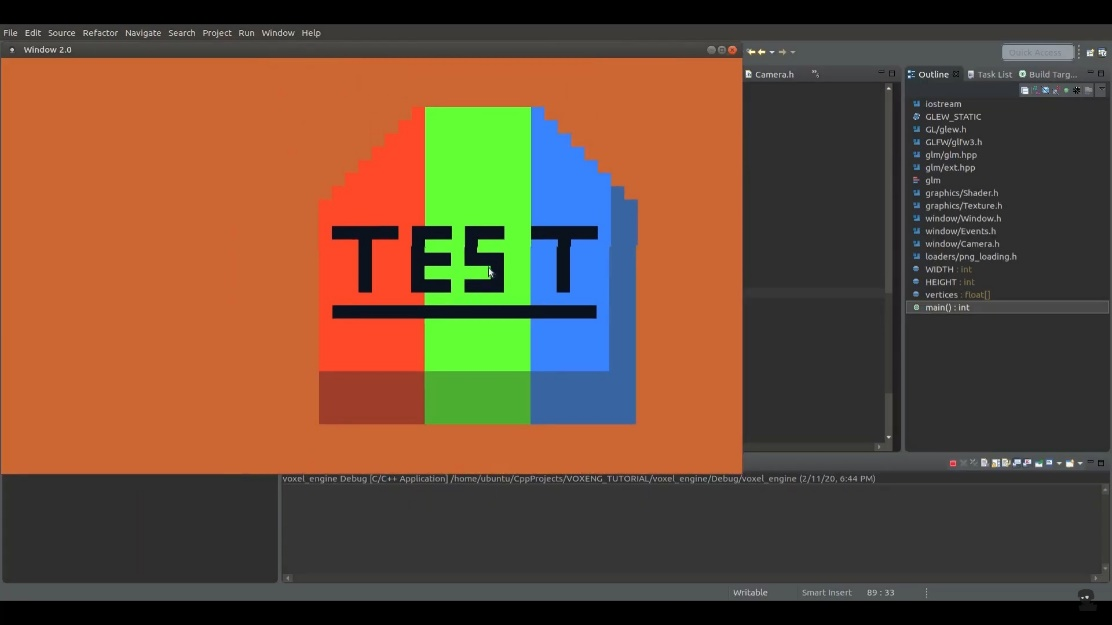 File Edit Source Refactor Navigate Search Project Run Window Help
Window 2.0
Quick Access
Camera.h
Outline Task List Build Targ...
iostream
GLEW_STATIC
GL/glew.h
GLFW/glfw3.h
glm/glm.hpp
glm/ext.hpp
glm
graphics/Shader.h
graphics/Texture.h
window/Window.h
window/Events.h
window/Camera.h
loaders/png_loading.h
WIDTH : int
HEIGHT : int
vertices : float[]
main() : int
TEST
voxel_engine Debug [C/C++ Application] /home/ubuntu/CppProjects/VOXENG_TUTORIAL/voxel_engine/Debug/voxel_engine (2/11/20, 6:44 PM)
Writable Smart Insert 89 : 33